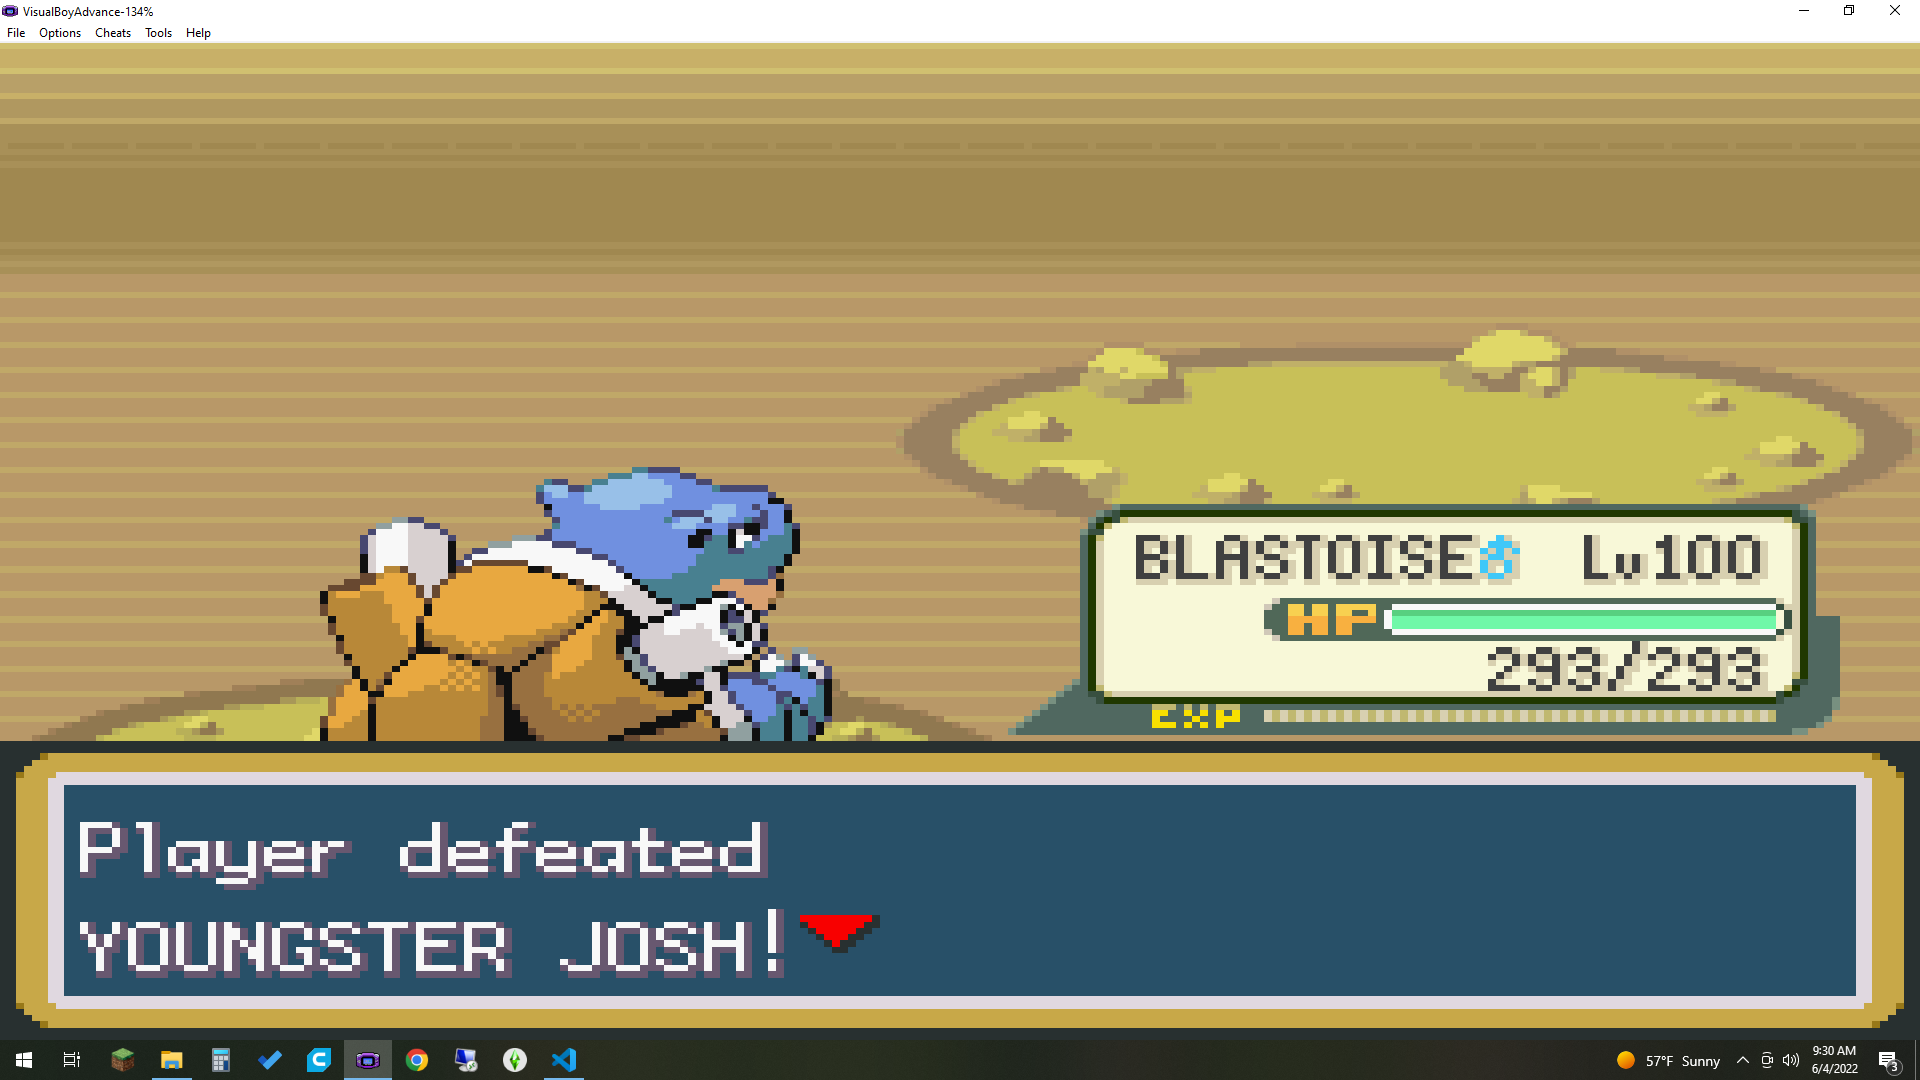 VisualBoyAdvance-134%
File Options Cheats Tools Help
BLASTOISE♂ Lv100
HP
293/293
EXP
Player defeated
YOUNGSTER JOSH!
57°F Sunny
9:30 AM
6/4/2022
3